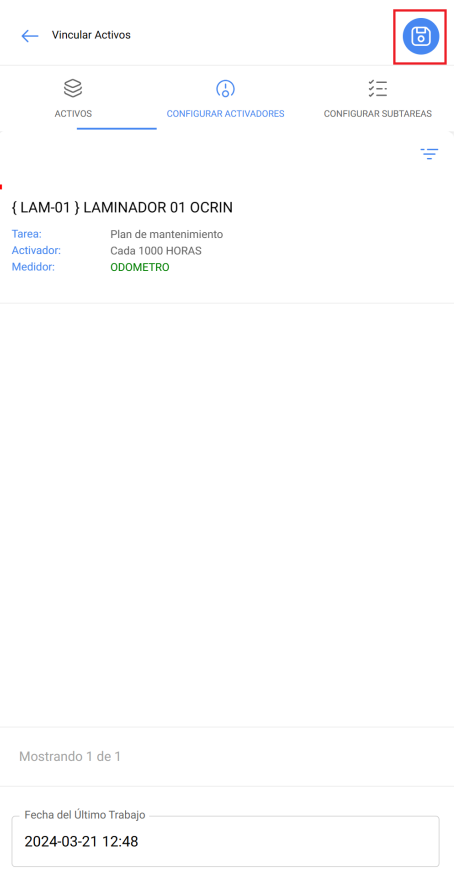 Vincular Activos
ACTIVOS
CONFIGURAR ACTIVADORES
CONFIGURAR SUBTAREAS
{ LAM-01 } LAMINADOR 01 OCRIN
Tarea: Plan de mantenimiento
Activador: Cada 1000 HORAS
Medidor: ODOMETRO
Mostrando 1 de 1
Fecha del Último Trabajo
2024-03-21 12:48